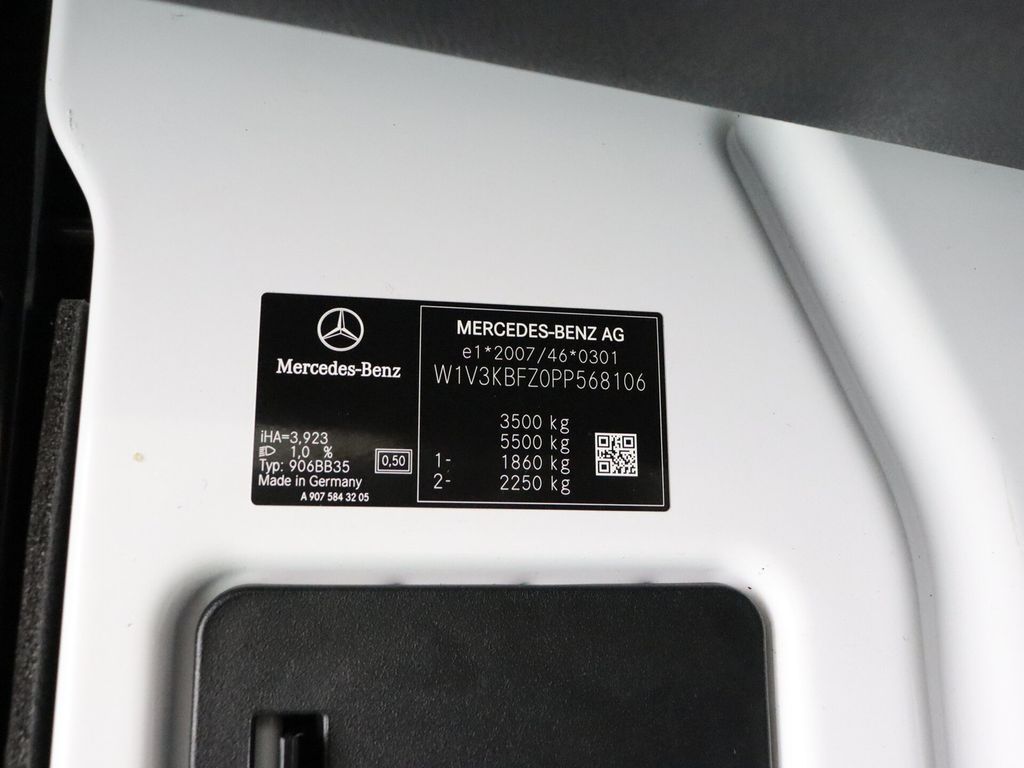 Mercedes-Benz
iHA=3,923
1,0 %
Typ: 906BB35
0,50
Made in Germany
A 907 584 32 05
MERCEDES-BENZ AG
e1*2007/46*0301
W1V3KBFZ0PP568106
3500 kg
5500 kg
1- 1860 kg
2- 2250 kg